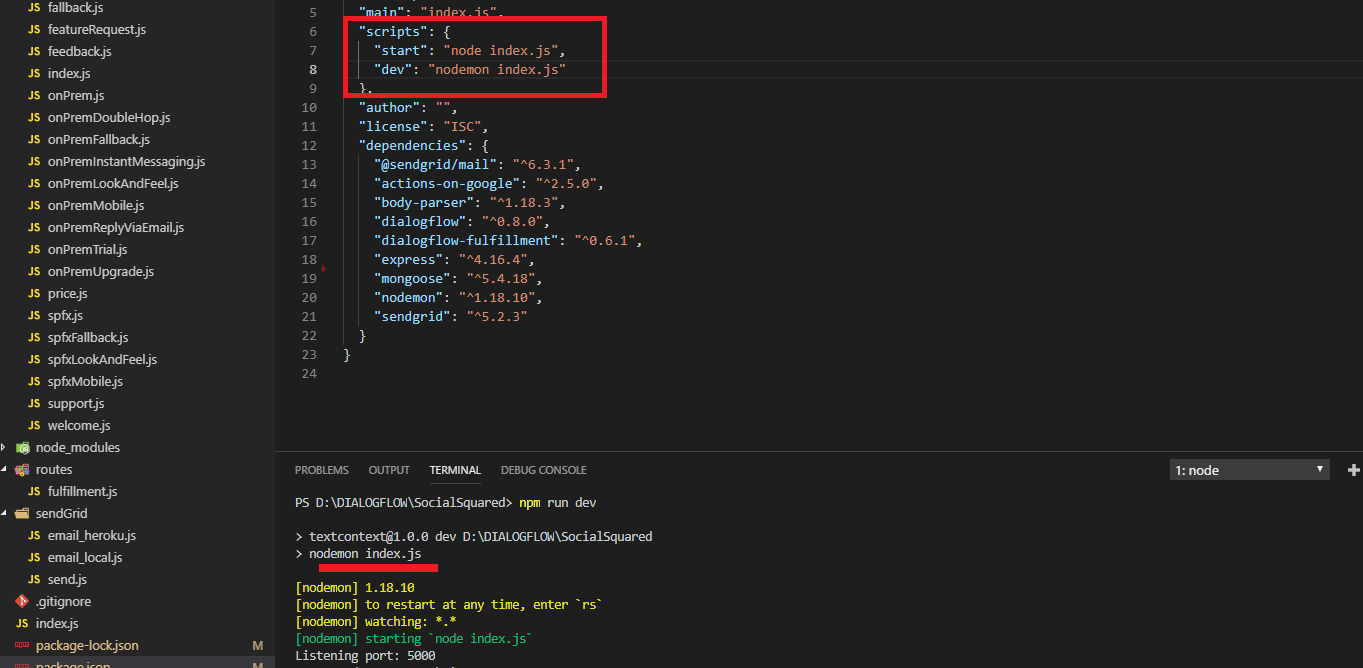 fallback.js
JS featureRequest.js
JS feedback.js
JS index.js
JS onPrem.js
JS onPremDoubleHop.js
JS onPremFallback.js
JS onPremInstantMessaging.js
JS onPremLookAndFeel.js
JS onPremMobile.js
JS onPremReplyViaEmail.js
JS onPremTrial.js
JS onPremUpgrade.js
JS price.js
JS spfx.js
JS spfxFallback.js
JS spfxLookAndFeel.js
JS spfxMobile.js
JS support.js
JS welcome.js
node_modules
routes
JS fulfillment.js
sendGrid
JS email_heroku.js
JS email_local.js
JS send.js
.gitignore
JS index.js
package-lock.json M
package.json M
5 "main": "index.js",
6 "scripts": {
7 "start": "node index.js",
8 "dev": "nodemon index.js"
9 },
10 "author": "",
11 "license": "ISC",
12 "dependencies": {
13 "@sendgrid/mail": "^6.3.1",
14 "actions-on-google": "^2.5.0",
15 "body-parser": "^1.18.3",
16 "dialogflow": "^0.8.0",
17 "dialogflow-fulfillment": "^0.6.1",
18 "express": "^4.16.4",
19 "mongoose": "^5.4.18",
20 "nodemon": "^1.18.10",
21 "sendgrid": "^5.2.3"
22 }
23 }
24
PROBLEMS OUTPUT TERMINAL DEBUG CONSOLE 1: node
PS D:\DIALOGFLOW\SocialSquared> npm run dev
> textcontext@1.0.0 dev D:\DIALOGFLOW\SocialSquared
> nodemon index.js
[nodemon] 1.18.10
[nodemon] to restart at any time, enter `rs`
[nodemon] watching: *.*
[nodemon] starting `node index.js`
Listening port: 5000